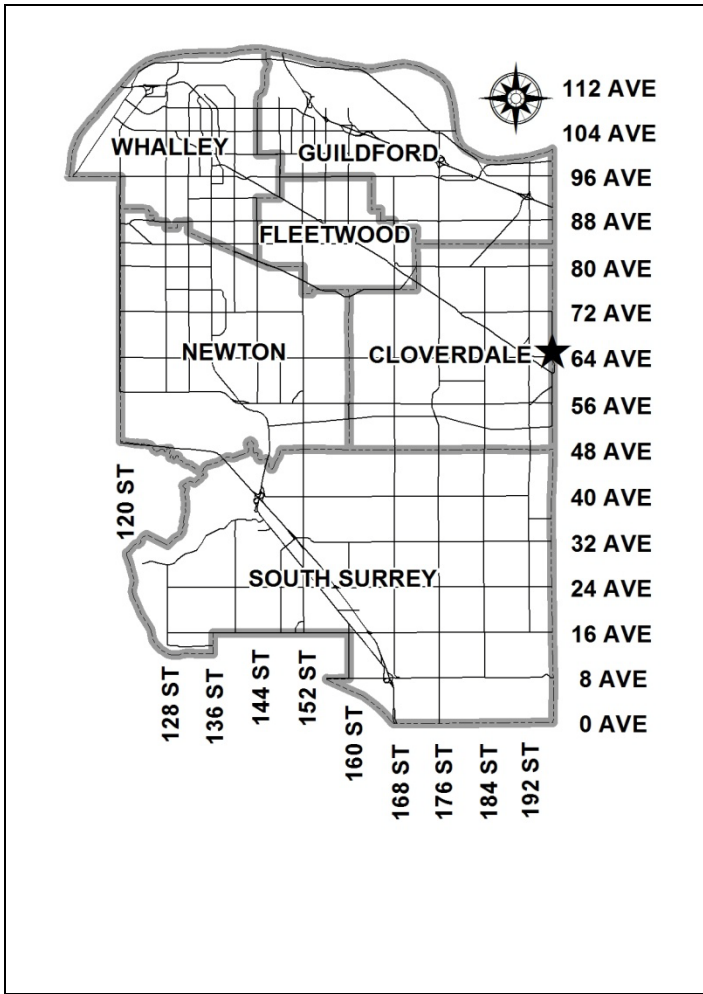 112 AVE
104 AVE
WHALLEY
GUILDFORD
96 AVE
88 AVE
FLEETWOOD
80 AVE
72 AVE
NEWTON
CLOVERDALE
64 AVE
56 AVE
48 AVE
120 ST
40 AVE
32 AVE
SOUTH SURREY
24 AVE
16 AVE
8 AVE
0 AVE
128 ST
136 ST
144 ST
152 ST
160 ST
168 ST
176 ST
184 ST
192 ST